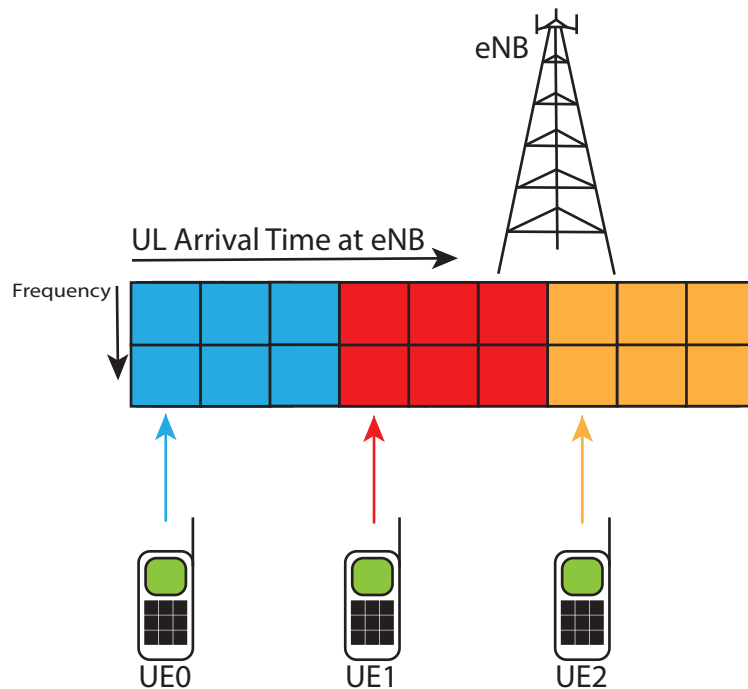 eNB
UL Arrival Time at eNB
Frequency
UE0
UE1
UE2